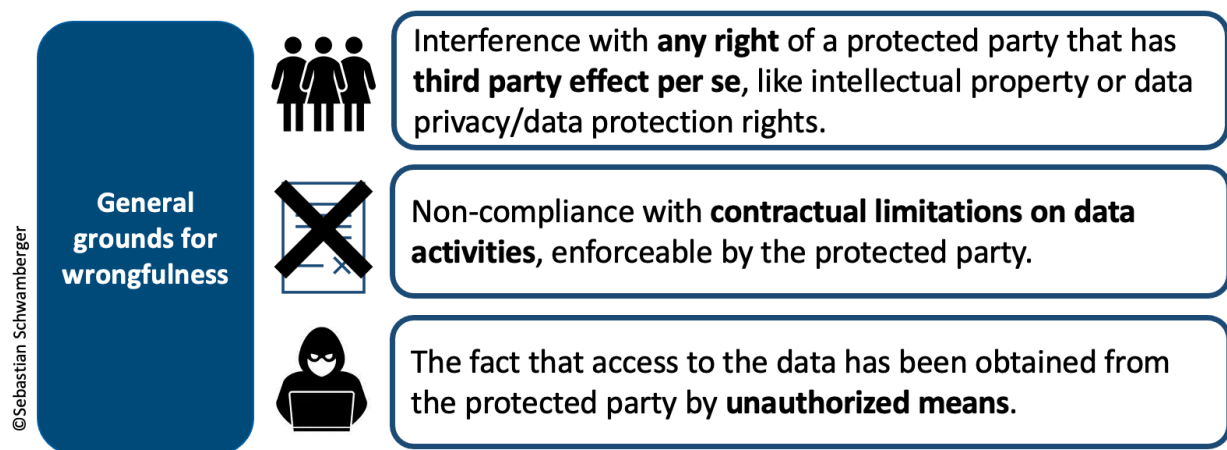 ©Sebastian Schwamberger
General
grounds for
wrongfulness
Interference with any right of a protected party that has
third party effect per se, like intellectual property or data
privacy/data protection rights.
Non-compliance with contractual limitations on data
activities, enforceable by the protected party.
The fact that access to the data has been obtained from
the protected party by unauthorized means.